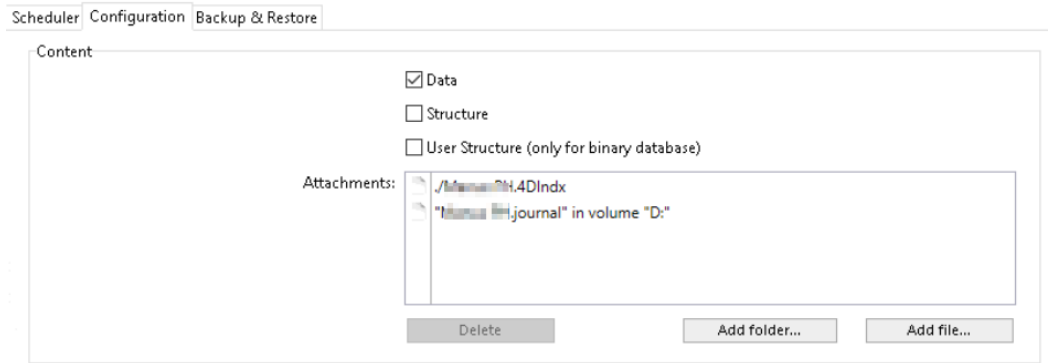 Scheduler Configuration Backup & Restore
Content
Data
Structure
User Structure (only for binary database)
Attachments:
./ .4DIndx
" .journal" in volume "D:"
Delete Add folder... Add file...